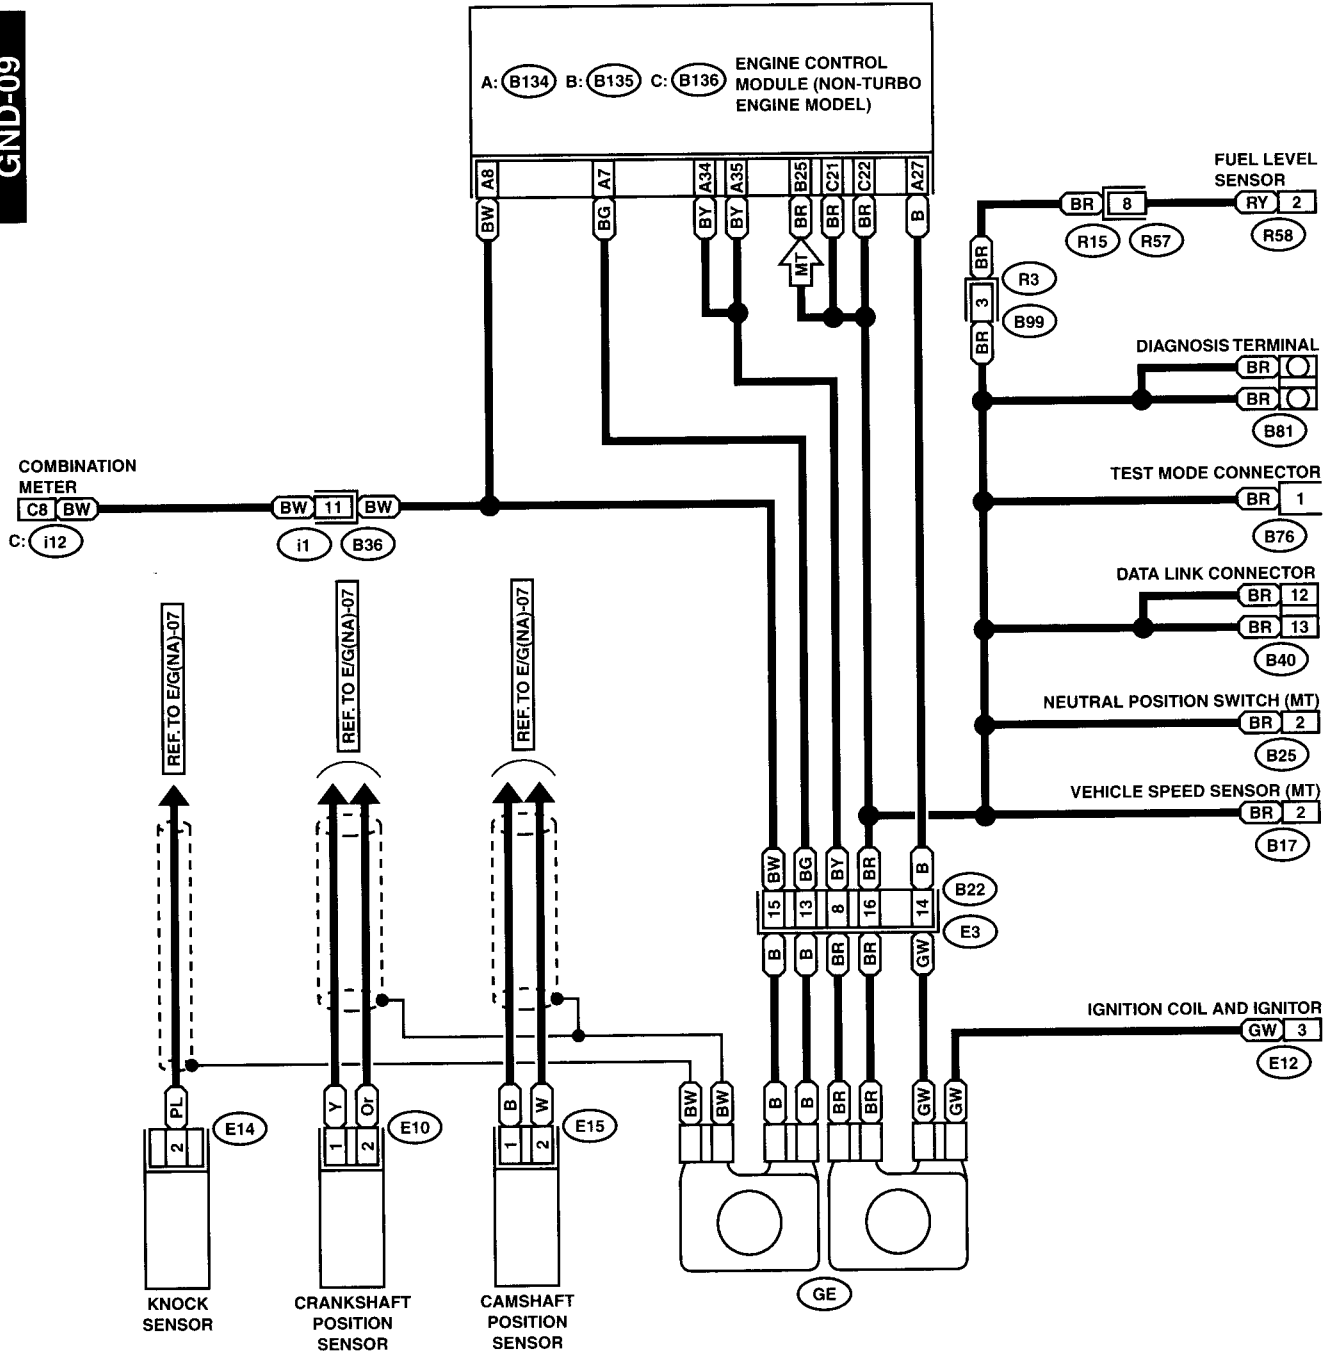 GND-09
A: B134 B: B135 C: B136
ENGINE CONTROL
MODULE (NON-TURBO
ENGINE MODEL)
A8 A7 A34 A35 B25 C21 C22 A27
BW BG BY BY BR BR BR B
MT
FUEL LEVEL
SENSOR
BR 8 RY 2
R15 R57 R58
BR
3
BR
R3
B99
DIAGNOSIS TERMINAL
BR
BR
B81
TEST MODE CONNECTOR
BR 1
B76
DATA LINK CONNECTOR
BR 12
BR 13
B40
NEUTRAL POSITION SWITCH (MT)
BR 2
B25
VEHICLE SPEED SENSOR (MT)
BR 2
B17
COMBINATION
METER
C8 BW BW 11 BW
C: i12 i1 B36
REF. TO E/G(NA)-07
REF. TO E/G(NA)-07
REF. TO E/G(NA)-07
BW BG BY BR B
15 13 8 16 14
B B BR BR GW
B22
E3
IGNITION COIL AND IGNITOR
GW 3
E12
PL
2
E14
Y Or
1 2
E10
B W
1 2
E15
BW BW B B BR BR GW GW
GE
KNOCK
SENSOR
CRANKSHAFT
POSITION
SENSOR
CAMSHAFT
POSITION
SENSOR